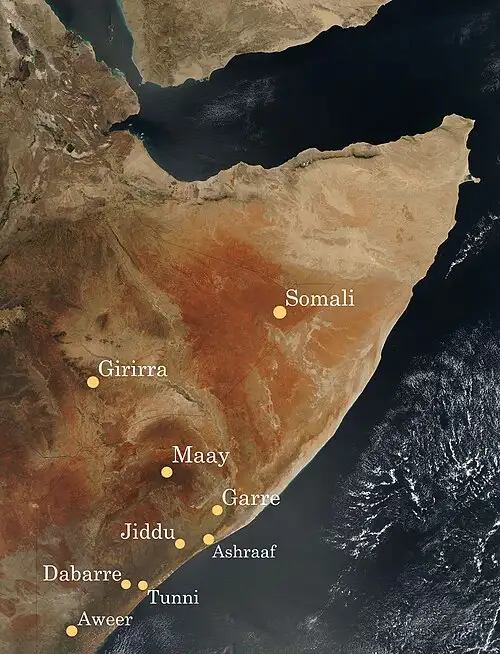 Somali
Girirra
Maay
Garre
Jiddu
Ashraaf
Dabarre
Tunni
Aweer